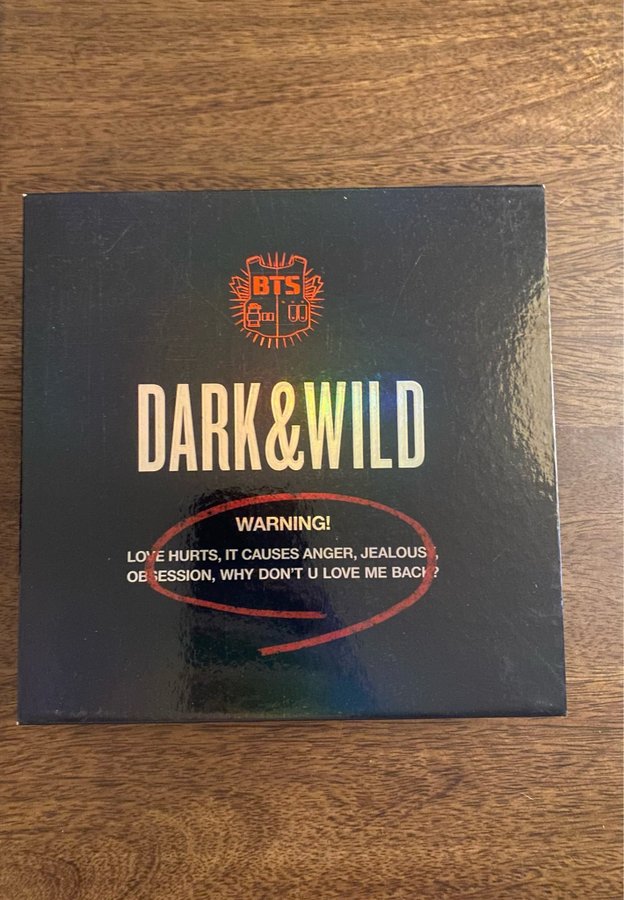 BTS
DARK&WILD
WARNING!
LOVE HURTS, IT CAUSES ANGER, JEALOUSY,
OBSESSION, WHY DON'T U LOVE ME BACK?